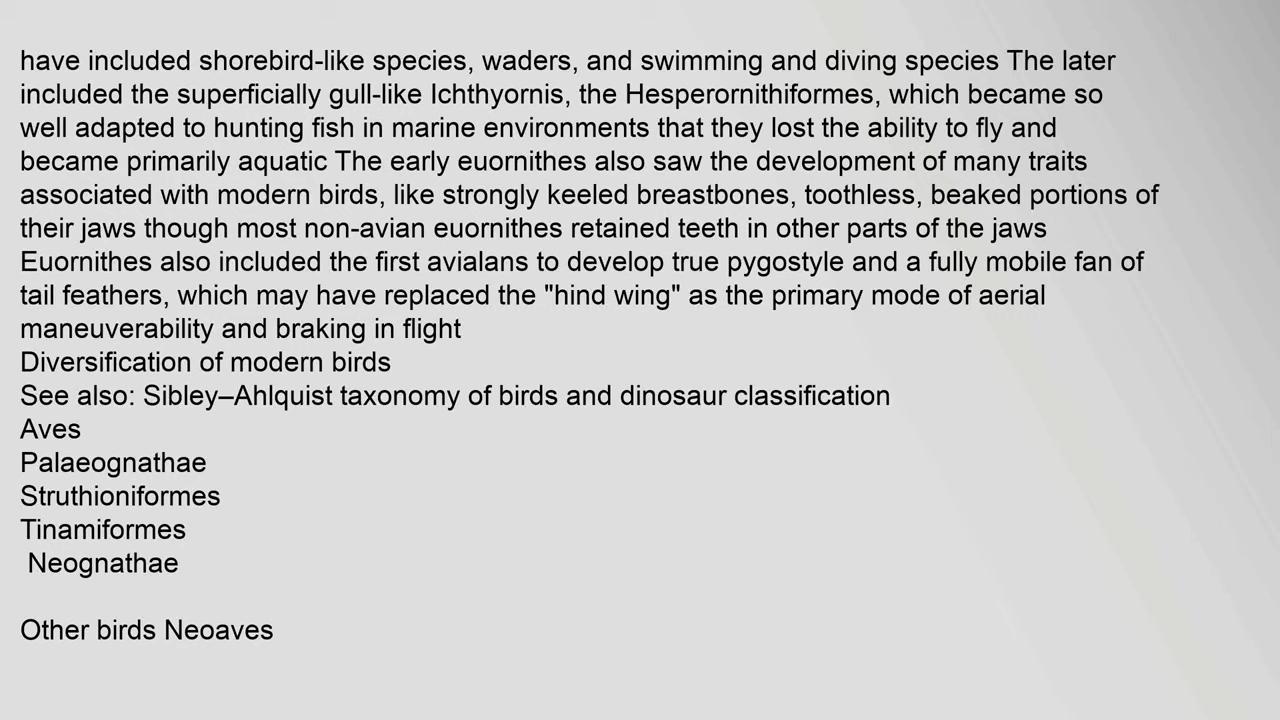 have included shorebird-like species, waders, and swimming and diving species The later
included the superficially gull-like Ichthyornis, the Hesperornithiformes, which became so
well adapted to hunting fish in marine environments that they lost the ability to fly and
became primarily aquatic The early euornithes also saw the development of many traits
associated with modern birds, like strongly keeled breastbones, toothless, beaked portions of
their jaws though most non-avian euornithes retained teeth in other parts of the jaws
Euornithes also included the first avialans to develop true pygostyle and a fully mobile fan of
tail feathers, which may have replaced the "hind wing" as the primary mode of aerial
maneuverability and braking in flight
Diversification of modern birds
See also: Sibley–Ahlquist taxonomy of birds and dinosaur classification
Aves
Palaeognathae
Struthioniformes
Tinamiformes
Neognathae
Other birds Neoaves